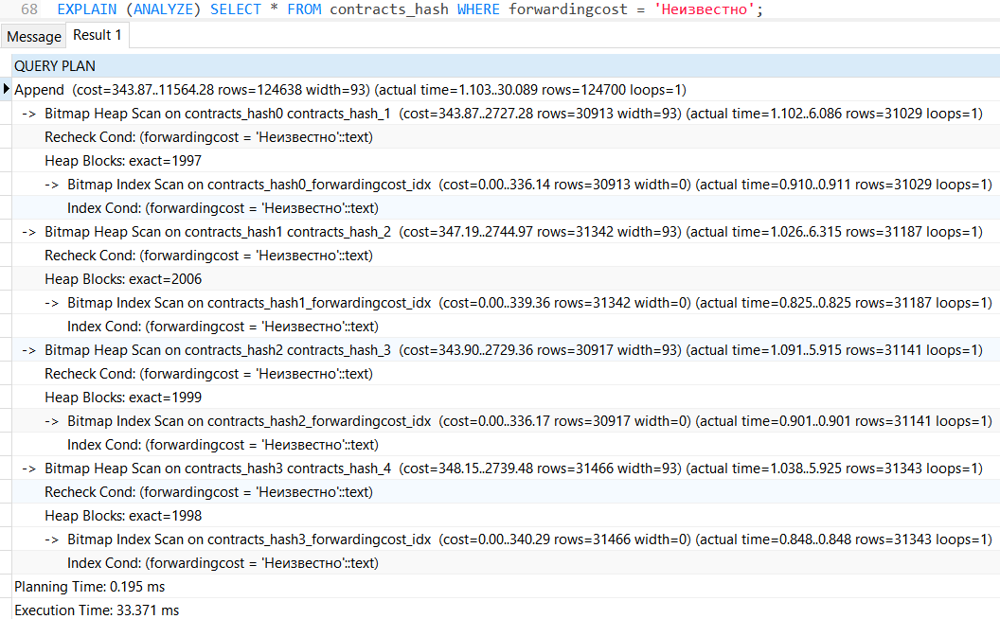 68 EXPLAIN (ANALYZE) SELECT * FROM contracts_hash WHERE forwardingcost = 'Неизвестно';
Message Result 1
QUERY PLAN
Append (cost=343.87..11564.28 rows=124638 width=93) (actual time=1.103..30.089 rows=124700 loops=1)
-> Bitmap Heap Scan on contracts_hash0 contracts_hash_1 (cost=343.87..2727.28 rows=30913 width=93) (actual time=1.102..6.086 rows=31029 loops=1)
Recheck Cond: (forwardingcost = 'Неизвестно'::text)
Heap Blocks: exact=1997
-> Bitmap Index Scan on contracts_hash0_forwardingcost_idx (cost=0.00..336.14 rows=30913 width=0) (actual time=0.910..0.911 rows=31029 loops=1)
Index Cond: (forwardingcost = 'Неизвестно'::text)
-> Bitmap Heap Scan on contracts_hash1 contracts_hash_2 (cost=347.19..2744.97 rows=31342 width=93) (actual time=1.026..6.315 rows=31187 loops=1)
Recheck Cond: (forwardingcost = 'Неизвестно'::text)
Heap Blocks: exact=2006
-> Bitmap Index Scan on contracts_hash1_forwardingcost_idx (cost=0.00..339.36 rows=31342 width=0) (actual time=0.825..0.825 rows=31187 loops=1)
Index Cond: (forwardingcost = 'Неизвестно'::text)
-> Bitmap Heap Scan on contracts_hash2 contracts_hash_3 (cost=343.90..2729.36 rows=30917 width=93) (actual time=1.091..5.915 rows=31141 loops=1)
Recheck Cond: (forwardingcost = 'Неизвестно'::text)
Heap Blocks: exact=1999
-> Bitmap Index Scan on contracts_hash2_forwardingcost_idx (cost=0.00..336.17 rows=30917 width=0) (actual time=0.901..0.901 rows=31141 loops=1)
Index Cond: (forwardingcost = 'Неизвестно'::text)
-> Bitmap Heap Scan on contracts_hash3 contracts_hash_4 (cost=348.15..2739.48 rows=31466 width=93) (actual time=1.038..5.925 rows=31343 loops=1)
Recheck Cond: (forwardingcost = 'Неизвестно'::text)
Heap Blocks: exact=1998
-> Bitmap Index Scan on contracts_hash3_forwardingcost_idx (cost=0.00..340.29 rows=31466 width=0) (actual time=0.848..0.848 rows=31343 loops=1)
Index Cond: (forwardingcost = 'Неизвестно'::text)
Planning Time: 0.195 ms
Execution Time: 33.371 ms